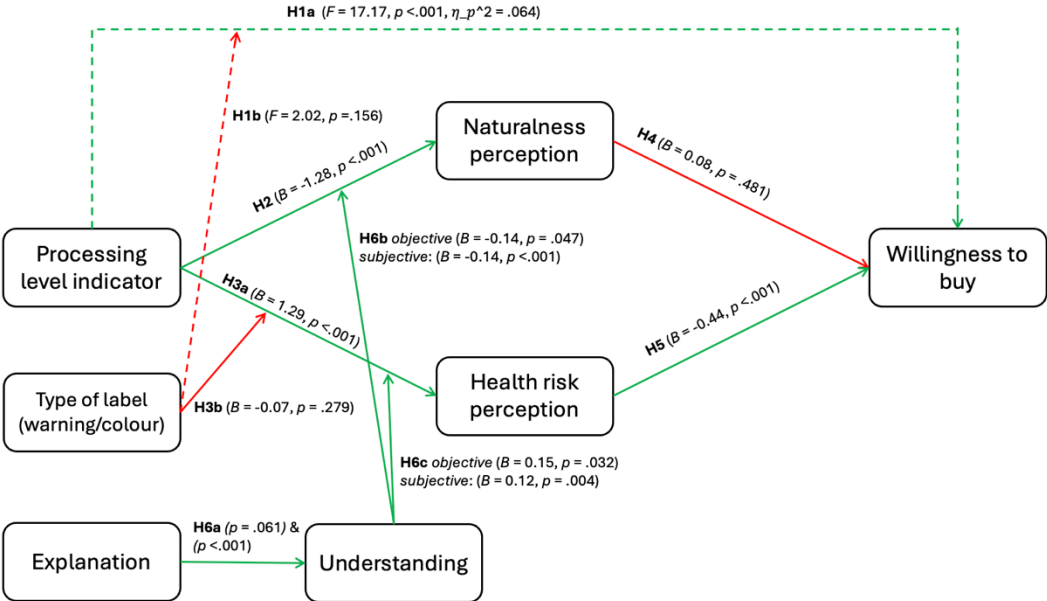 H1a (F = 17.17, p <.001, η_p^2 = .064)
H1b (F = 2.02, p =.156)
Naturalness
perception
H2 (B = -1.28, p <.001)
H4 (B = 0.08, p = .481)
H6b objective (B = -0.14, p = .047)
subjective: (B = -0.14, p <.001)
Processing
level indicator
Willingness to
buy
H3a (B = 1.29, p <.001)
H5 (B = -0.44, p <.001)
Type of label
(warning/colour)
H3b (B = -0.07, p = .279)
Health risk
perception
H6c objective (B = 0.15, p = .032)
subjective: (B = 0.12, p = .004)
H6a (p = .061) &
(p <.001)
Explanation
Understanding